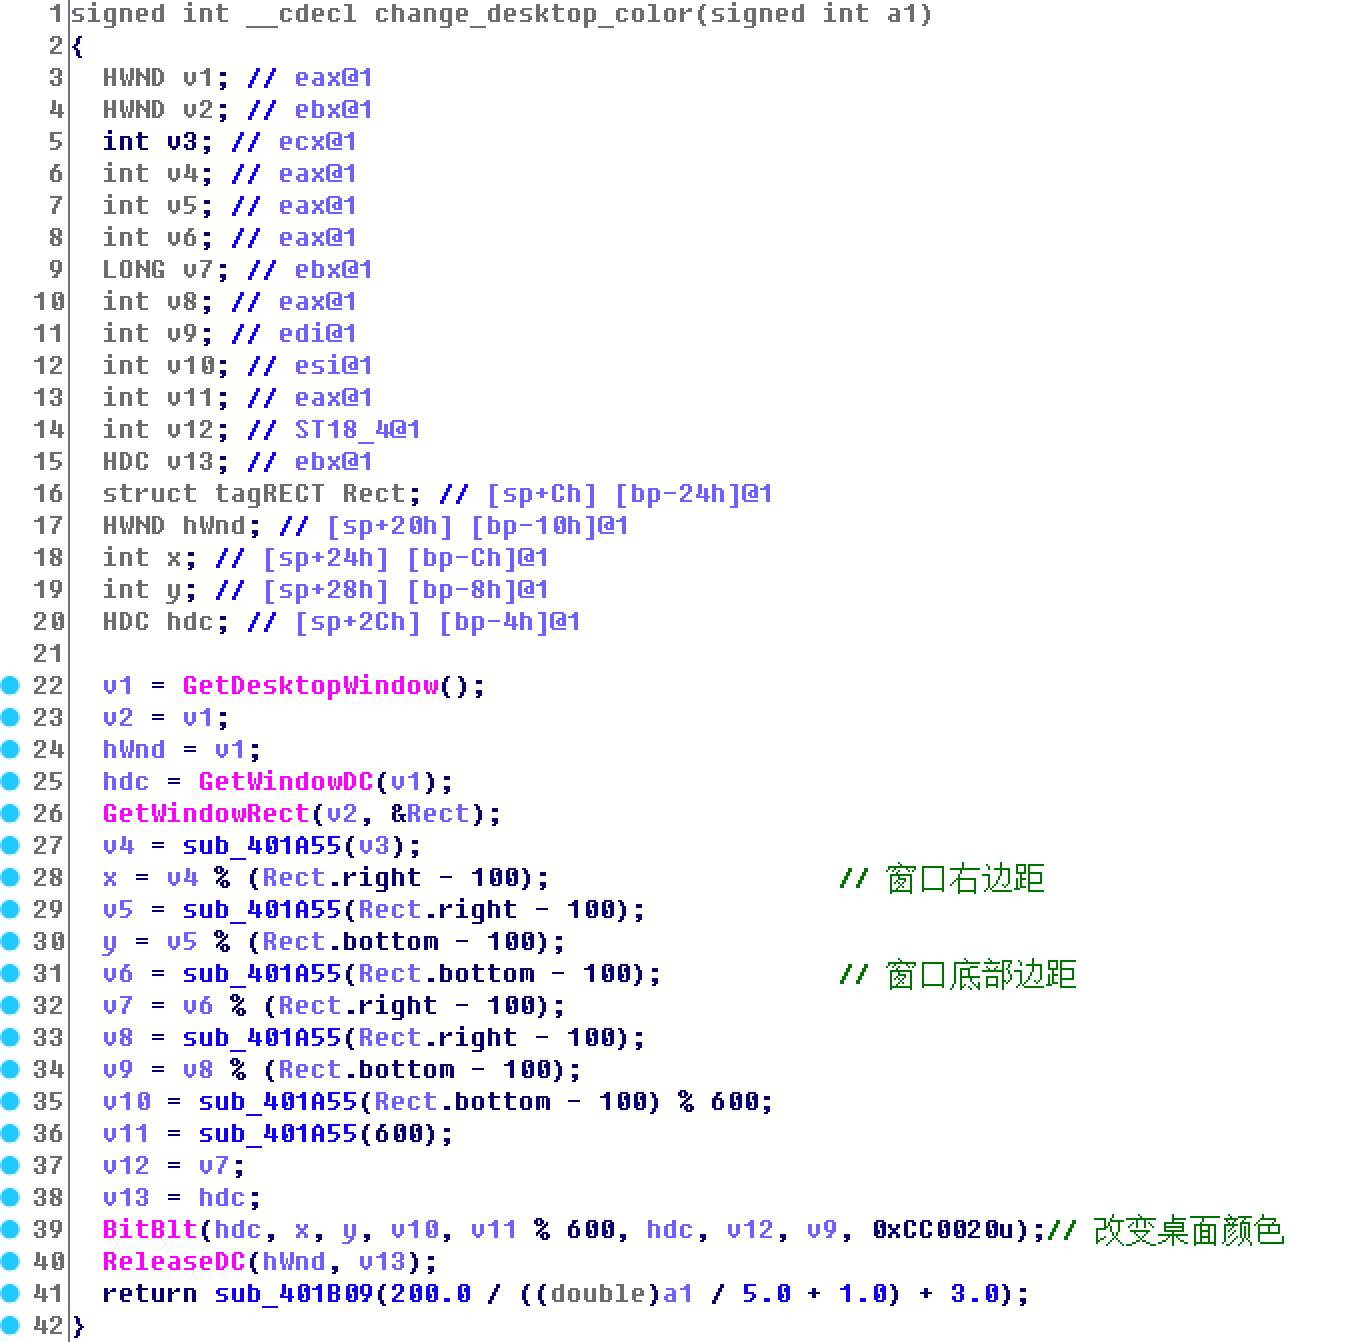 1 signed int __cdecl change_desktop_color(signed int a1)
2 {
3   HWND v1; // eax@1
4   HWND v2; // ebx@1
5   int v3; // ecx@1
6   int v4; // eax@1
7   int v5; // eax@1
8   int v6; // eax@1
9   LONG v7; // ebx@1
10   int v8; // eax@1
11   int v9; // edi@1
12   int v10; // esi@1
13   int v11; // eax@1
14   int v12; // ST18_4@1
15   HDC v13; // ebx@1
16   struct tagRECT Rect; // [sp+Ch] [bp-24h]@1
17   HWND hWnd; // [sp+20h] [bp-10h]@1
18   int x; // [sp+24h] [bp-Ch]@1
19   int y; // [sp+28h] [bp-8h]@1
20   HDC hdc; // [sp+2Ch] [bp-4h]@1
21
22   v1 = GetDesktopWindow();
23   v2 = v1;
24   hWnd = v1;
25   hdc = GetWindowDC(v1);
26   GetWindowRect(v2, &Rect);
27   v4 = sub_401A55(v3);
28   x = v4 % (Rect.right - 100); // 窗口右边距
29   v5 = sub_401A55(Rect.right - 100);
30   y = v5 % (Rect.bottom - 100);
31   v6 = sub_401A55(Rect.bottom - 100); // 窗口底部边距
32   v7 = v6 % (Rect.right - 100);
33   v8 = sub_401A55(Rect.right - 100);
34   v9 = v8 % (Rect.bottom - 100);
35   v10 = sub_401A55(Rect.bottom - 100) % 600;
36   v11 = sub_401A55(600);
37   v12 = v7;
38   v13 = hdc;
39   BitBlt(hdc, x, y, v10, v11 % 600, hdc, v12, v9, 0xCC0020u);// 改变桌面颜色
40   ReleaseDC(hWnd, v13);
41   return sub_401B09(200.0 / ((double)a1 / 5.0 + 1.0) + 3.0);
42 }